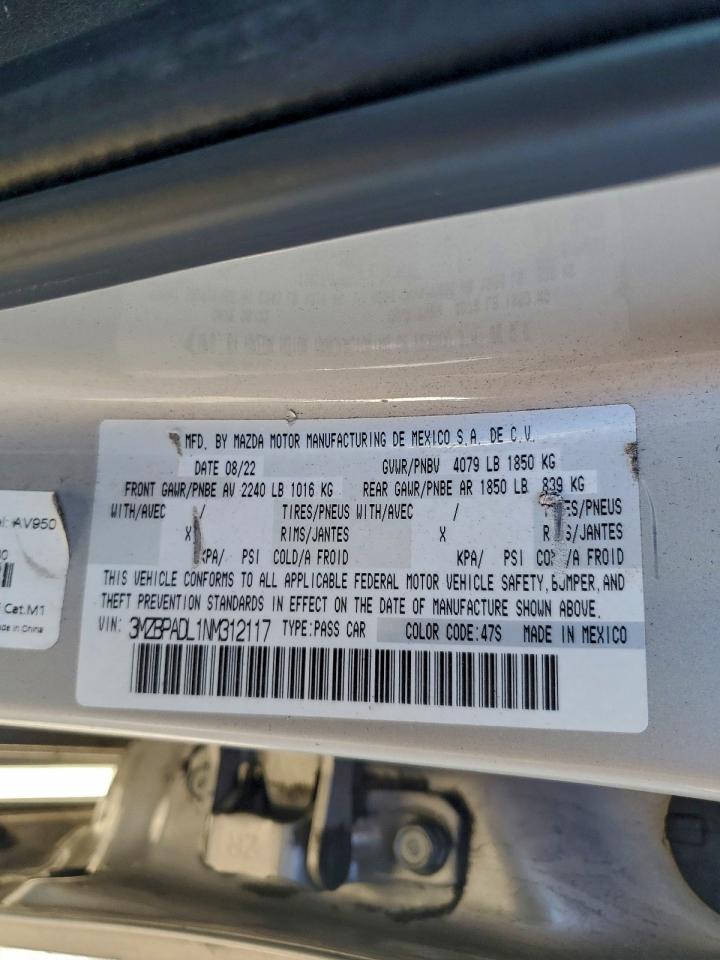 MFD. BY MAZDA MOTOR MANUFACTURING DE MEXICO S.A. DE C.V.
DATE 08/22 GVWR/PNBV 4079 LB 1850 KG
FRONT GAWR/PNBE AV 2240 LB 1016 KG REAR GAWR/PNBE AR 1850 LB 839 KG
WITH/AVEC / TIRES/PNEUS WITH/AVEC / /PNEUS
X RIMS/JANTES X /JANTES
KPA/ PSI COLD/A FROID KPA/ PSI /A FROID
THIS VEHICLE CONFORMS TO ALL APPLICABLE FEDERAL MOTOR VEHICLE SAFETY, BUMPER, AND
THEFT PREVENTION STANDARDS IN EFFECT ON THE DATE OF MANUFACTURE SHOWN ABOVE.
VIN: 3MZBPADL1NM312117 TYPE:PASS CAR COLOR CODE:47S MADE IN MEXICO
AV950
Cat.M1
in China